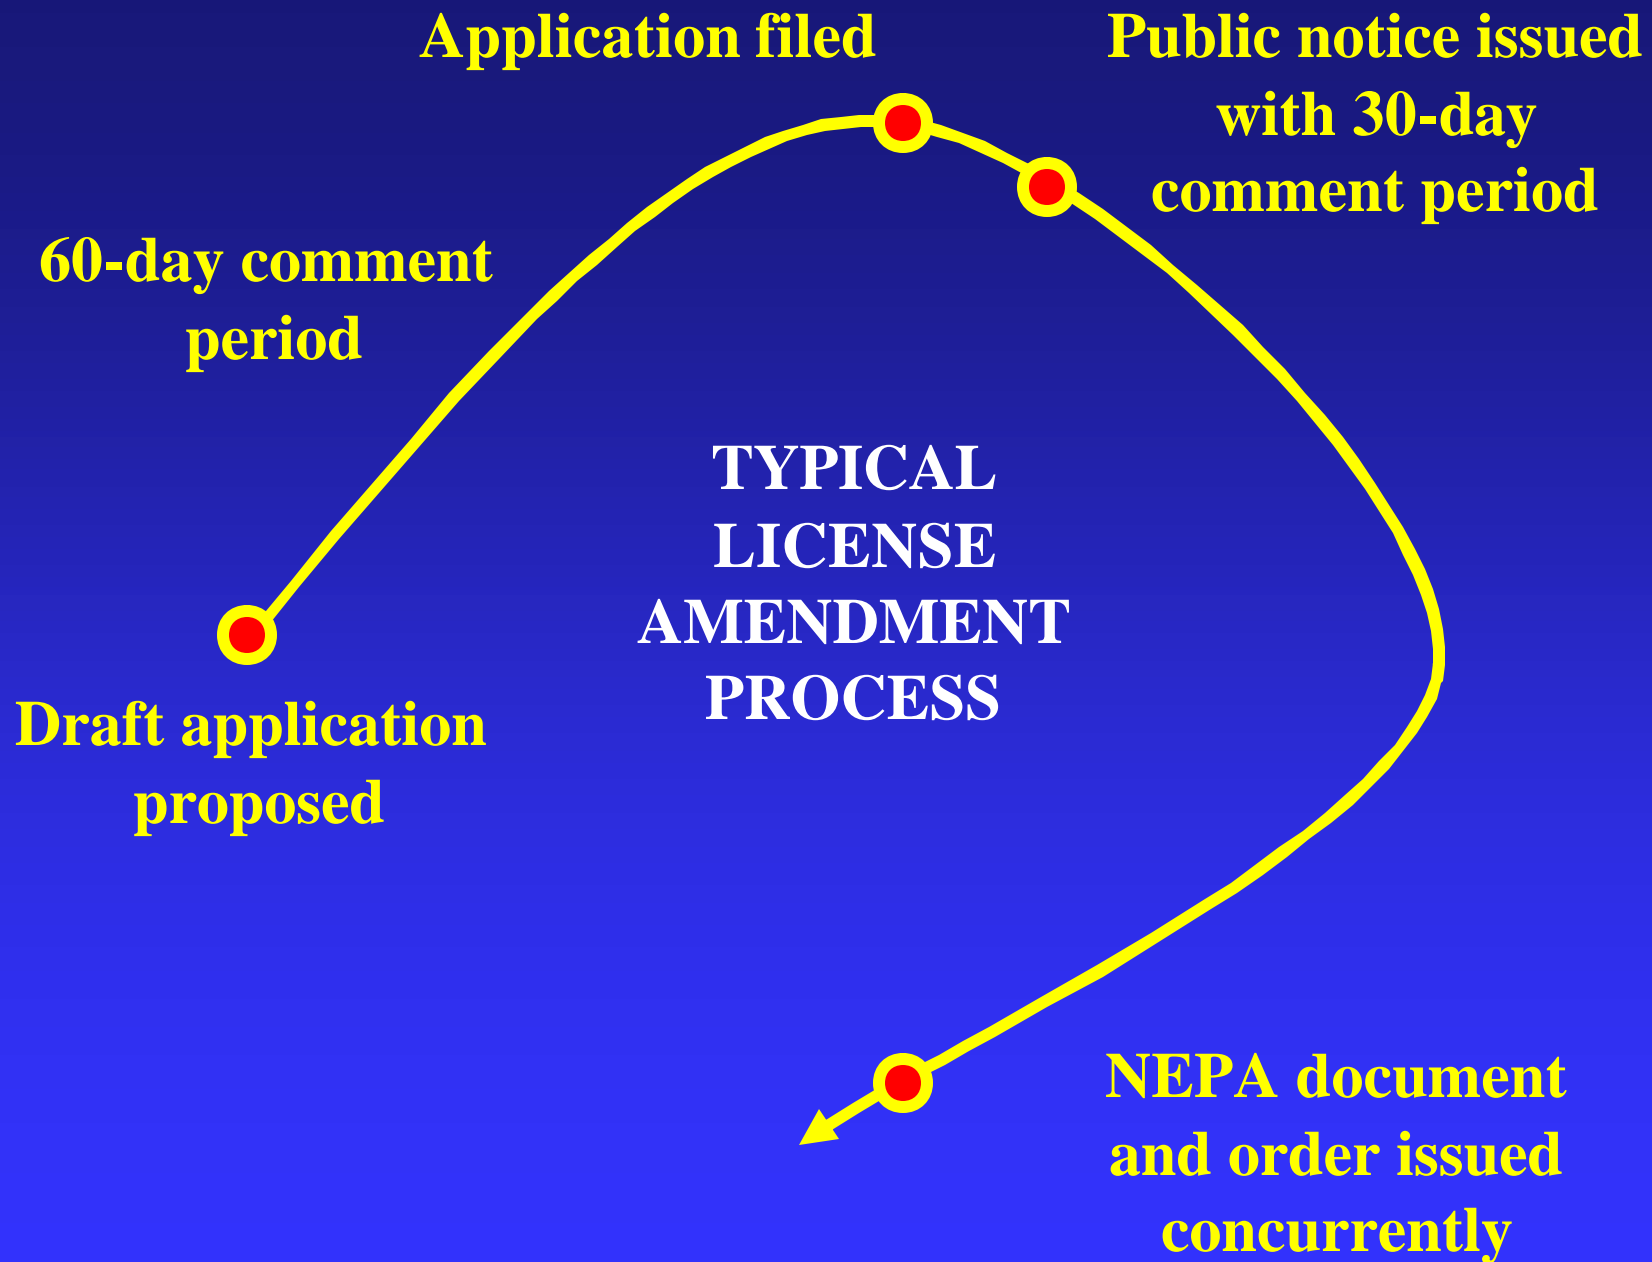 Application filed
Public notice issued
with 30-day
comment period
60-day comment
period
TYPICAL
LICENSE
AMENDMENT
PROCESS
Draft application
proposed
NEPA document
and order issued
concurrently